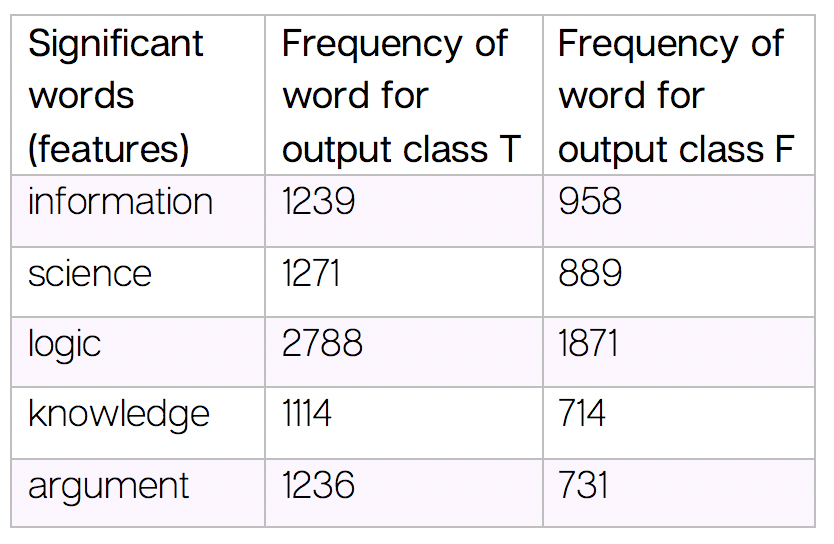 Significant words (features) Frequency of word for output class T Frequency of word for output class F
information 1239 958
science 1271 889
logic 2788 1871
knowledge 1114 714
argument 1236 731